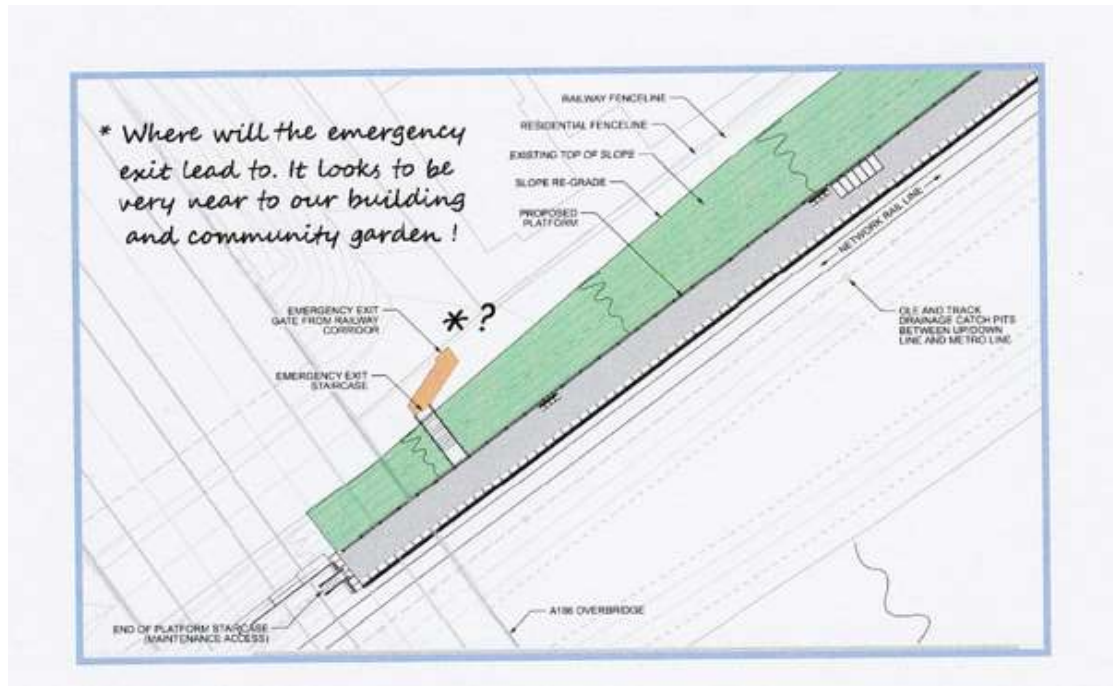 * Where will the emergency
exit lead to. It looks to be
very near to our building
and community garden !
RAILWAY FENCELINE
RESIDENTIAL FENCELINE
EXISTING TOP OF SLOPE
SLOPE RE-GRADE
PROPOSED
PLATFORM
NETWORK RAIL LINE
OLE AND TRACK
DRAINAGE CATCH PITS
BETWEEN UP/DOWN
LINE AND METRO LINE
* ?
EMERGENCY EXIT
GATE FROM RAILWAY
CORRIDOR
EMERGENCY EXIT
STAIRCASE
A186 OVERBRIDGE
END OF PLATFORM STAIRCASE
(MAINTENANCE ACCESS)